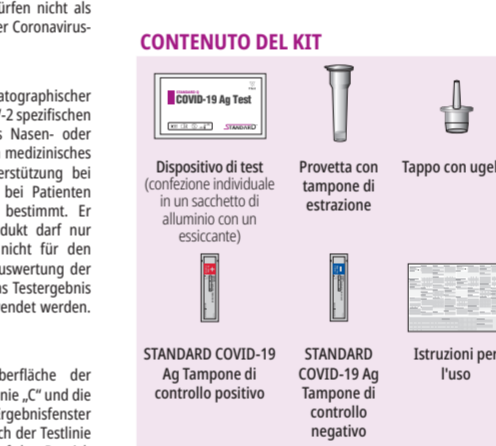 ürfen nicht als
er Coronavirus-
atographischer
-2 spezifischen
s Nasen- oder
medizinisches
erstützung bei
bei Patienten
bestimmt. Er
dukt darf nur
nicht für den
uswertung der
as Testergebnis
endet werden.
berfläche der
nie „C“ und die
Ergebnisfenster
ch der Testlinie
CONTENUTO DEL KIT
COVID-19 Ag Test
STANDARD
Dispositivo di test
(confezione individuale
in un sacchetto di
alluminio con un
essiccante)
Provetta con
tampone di
estrazione
Tappo con ugel
STANDARD COVID-19
Ag Tampone di
controllo positivo
STANDARD
COVID-19 Ag
Tampone di
controllo
negativo
Istruzioni per
l'uso